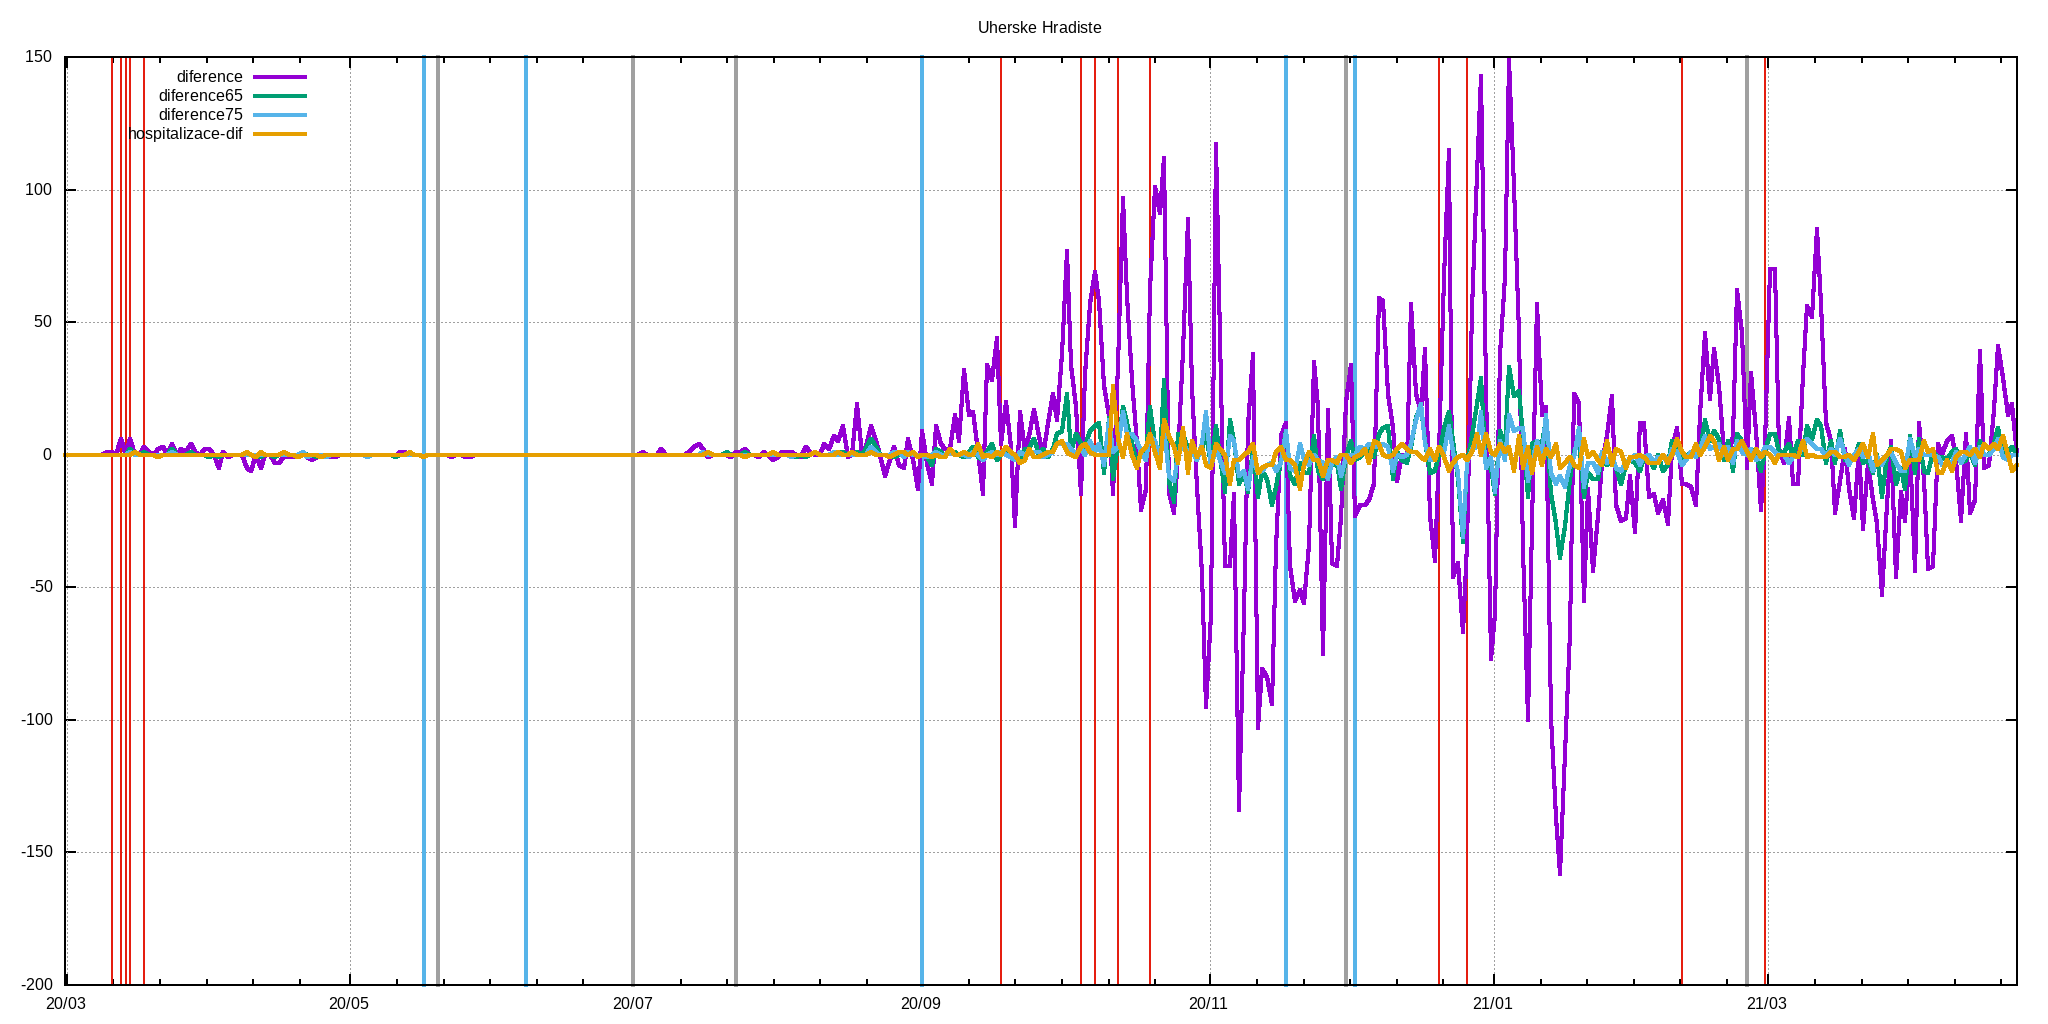 Uherske Hradiste
150
100
50
0
-50
-100
-150
-200
diference
diference65
diference75
hospitalizace-dif
20/03 20/05 20/07 20/09 20/11 21/01 21/03